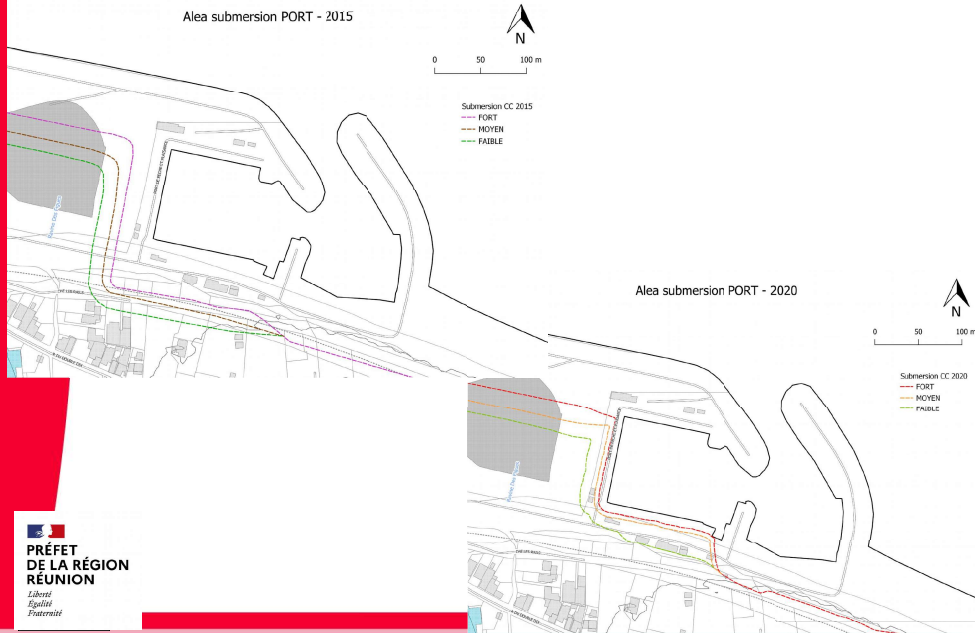 Alea submersion PORT - 2015
N
0 50 100 m
Submersion CC 2015
FORT
MOYEN
FAIBLE
Alea submersion PORT - 2020
N
0 50 100 m
Submersion CC 2020
FORT
MOYEN
FAIBLE
PRÉFET
DE LA RÉGION
RÉUNION
Liberté
Égalité
Fraternité